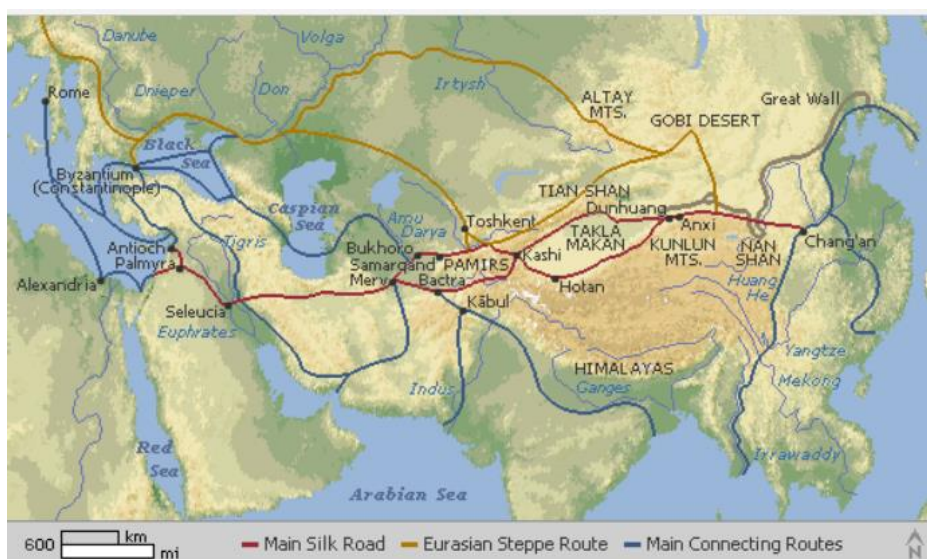 Danube
Volga
Rome
Dnieper
Don
Irtysh
ALTAY
MTS.
Great Wall
GOBI DESERT
Black
Sea
Byzantium
(Constantinople)
Caspian
Sea
TIAN SHAN
Amu
Darya
Toshkent
Dunhuang
Anxi
TAKLA
MAKAN
KUNLUN
MTS.
NAN
SHAN
Chang'an
Antioch
Palmyra
Tigris
Bukhoro
Samarqand
PAMIRS
Kashi
Merv
Bactra
Hotan
Huang
He
Alexandria
Seleucia
Euphrates
Kābul
HIMALAYAS
Indus
Ganges
Yangtze
Mekong
Irrawaddy
Red
Sea
Arabian Sea
600 km
mi
Main Silk Road Eurasian Steppe Route Main Connecting Routes
N